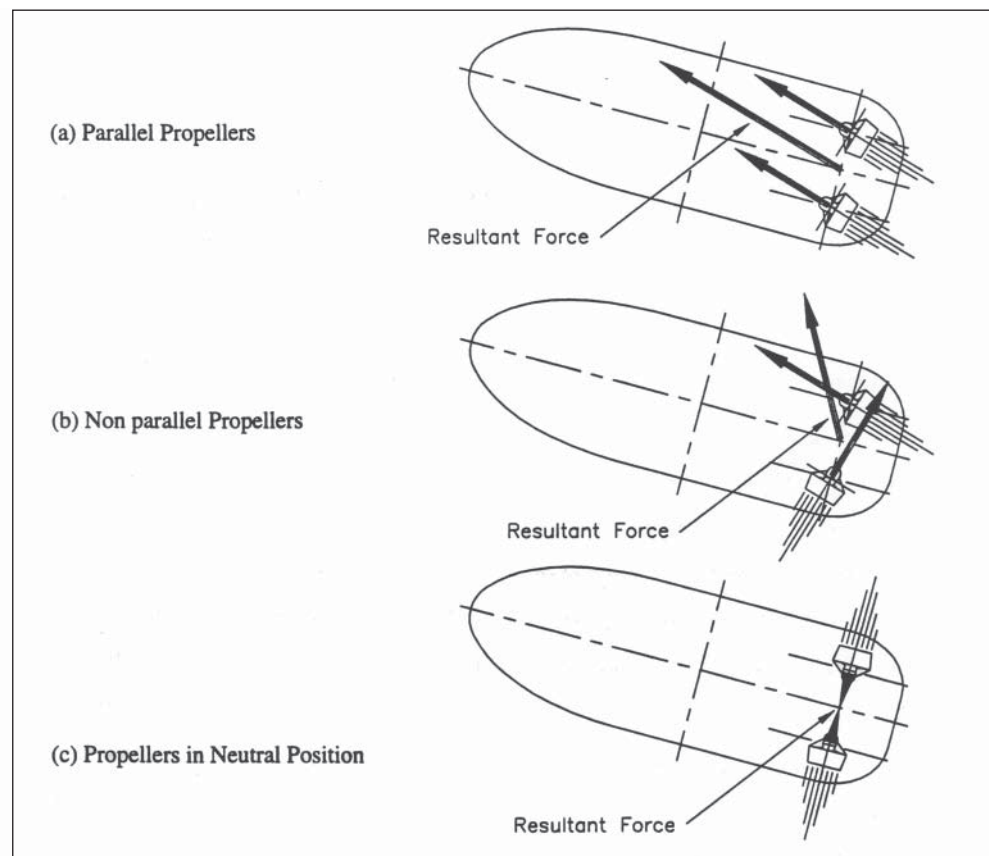 (a) Parallel Propellers
Resultant Force
(b) Non parallel Propellers
Resultant Force
(c) Propellers in Neutral Position
Resultant Force